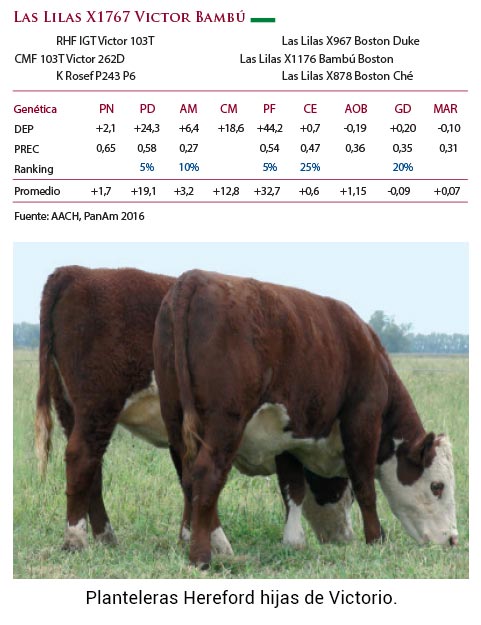 Las Lilas X1767 Victor Bambú
RHF IGT Victor 103T Las Lilas X967 Boston Duke
CMF 103T Victor 262D Las Lilas X1176 Bambú Boston
K Rosef P243 P6 Las Lilas X878 Boston Ché
Genética PN PD AM CM PF CE AOB GD MAR
DEP +2,1 +24,3 +6,4 +18,6 +44,2 +0,7 -0,19 +0,20 -0,10
PREC 0,65 0,58 0,27 0,54 0,47 0,36 0,35 0,31
Ranking 5% 10% 5% 25% 20%
Promedio +1,7 +19,1 +3,2 +12,8 +32,7 +0,6 +1,15 -0,09 +0,07
Fuente: AACH, PanAm 2016
Planteleras Hereford hijas de Victorio.